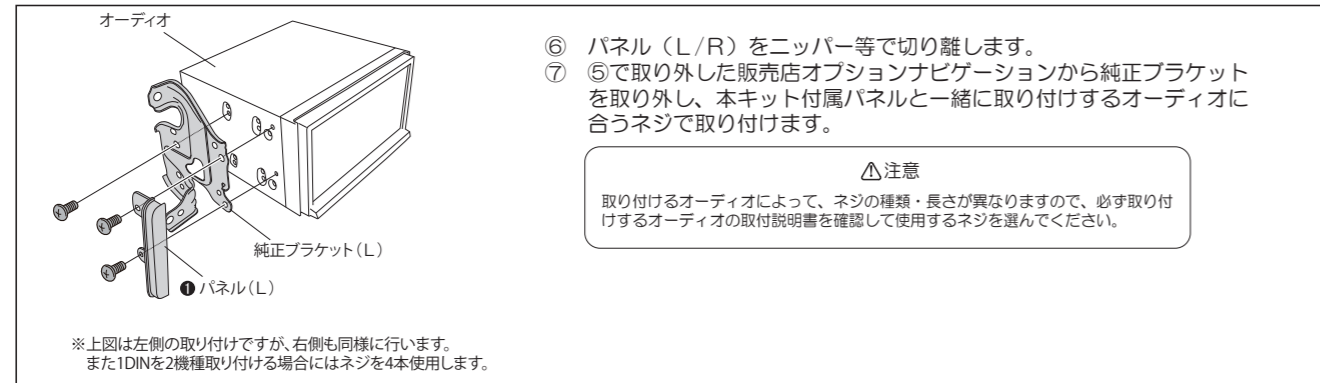 オーディオ
純正ブラケット(L)
❶パネル(L)
※上図は左側の取り付けですが、右側も同様に行います。
また1DINを2機種取り付ける場合にはネジを4本使用します。
⑥ パネル(L/R)をニッパー等で切り離します。
⑦ ⑤で取り外した販売店オプションナビゲーションから純正ブラケット
を取り外し、本キット付属パネルと一緒に取り付けするオーディオに
合うネジで取り付けます。
⚠注意
取り付けるオーディオによって、ネジの種類・長さが異なりますので、必ず取り付
けするオーディオの取付説明書を確認して使用するネジを選んでください。